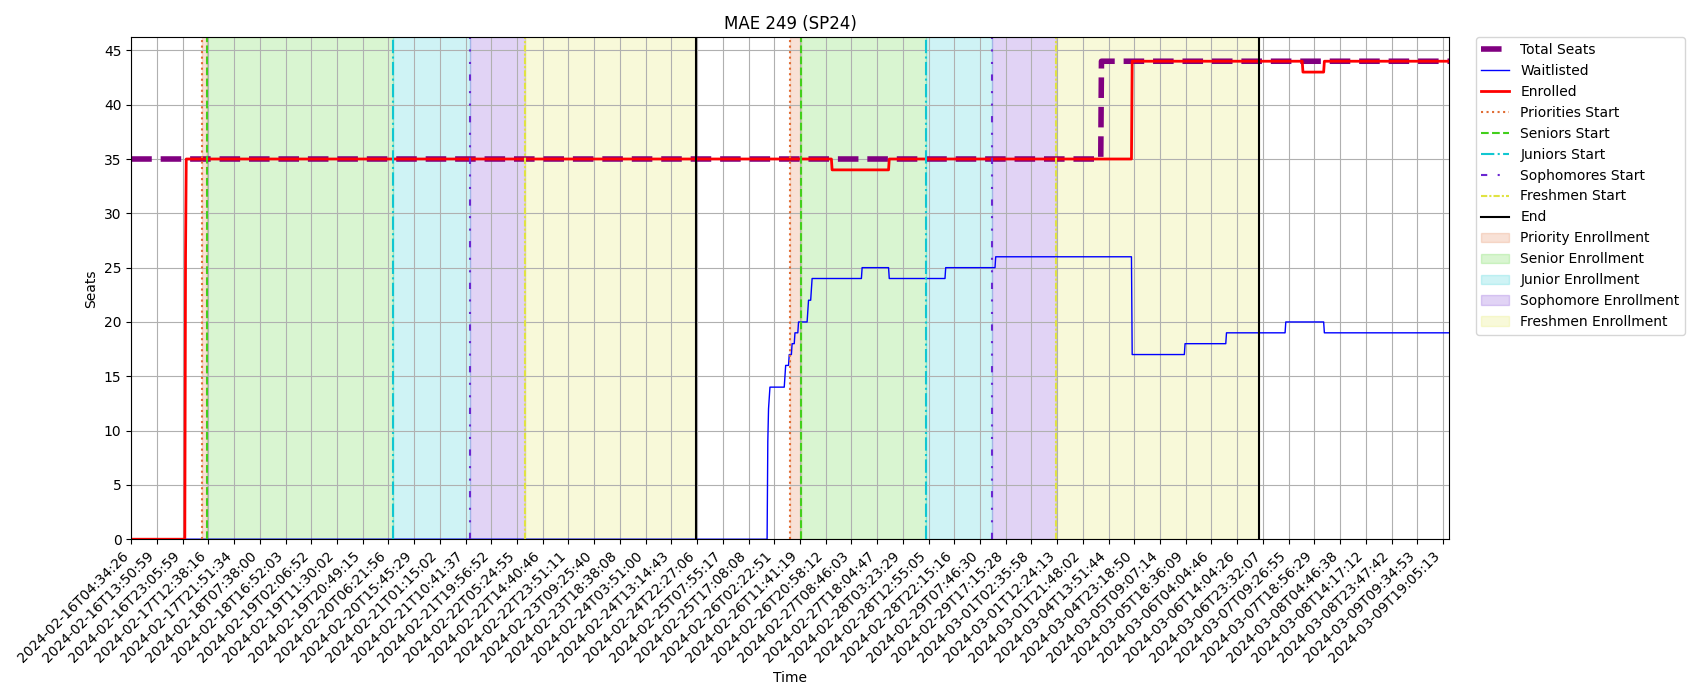 MAE 249 (SP24)
45
40
35
30
25
20
15
10
5
0
Seats
2024-02-16T04:34:26
2024-02-16T13:50:59
2024-02-16T23:05:59
2024-02-17T12:38:16
2024-02-17T21:51:34
2024-02-18T07:38:00
2024-02-18T16:52:03
2024-02-19T02:06:52
2024-02-19T11:30:02
2024-02-19T20:49:15
2024-02-20T06:21:56
2024-02-20T15:45:29
2024-02-21T01:15:02
2024-02-21T10:41:37
2024-02-21T19:56:52
2024-02-22T05:24:55
2024-02-22T14:40:46
2024-02-22T23:51:11
2024-02-23T09:25:40
2024-02-23T18:38:08
2024-02-24T03:51:00
2024-02-24T13:14:43
2024-02-24T22:27:06
2024-02-25T07:55:17
2024-02-25T17:08:08
2024-02-26T02:22:51
2024-02-26T11:41:19
2024-02-26T20:58:12
2024-02-27T08:46:03
2024-02-27T18:04:47
2024-02-28T03:23:29
2024-02-28T12:55:05
2024-02-28T22:15:16
2024-02-29T07:46:30
2024-02-29T17:15:28
2024-03-01T02:35:58
2024-03-01T12:24:13
2024-03-01T21:48:02
2024-03-04T13:51:44
2024-03-04T23:18:50
2024-03-05T09:07:14
2024-03-05T18:36:09
2024-03-06T04:04:46
2024-03-06T14:04:26
2024-03-06T23:32:07
2024-03-07T09:26:55
2024-03-07T18:56:29
2024-03-08T04:46:38
2024-03-08T14:17:12
2024-03-08T23:47:42
2024-03-09T09:34:53
2024-03-09T19:05:13
Time
Total Seats
Waitlisted
Enrolled
Priorities Start
Seniors Start
Juniors Start
Sophomores Start
Freshmen Start
End
Priority Enrollment
Senior Enrollment
Junior Enrollment
Sophomore Enrollment
Freshmen Enrollment